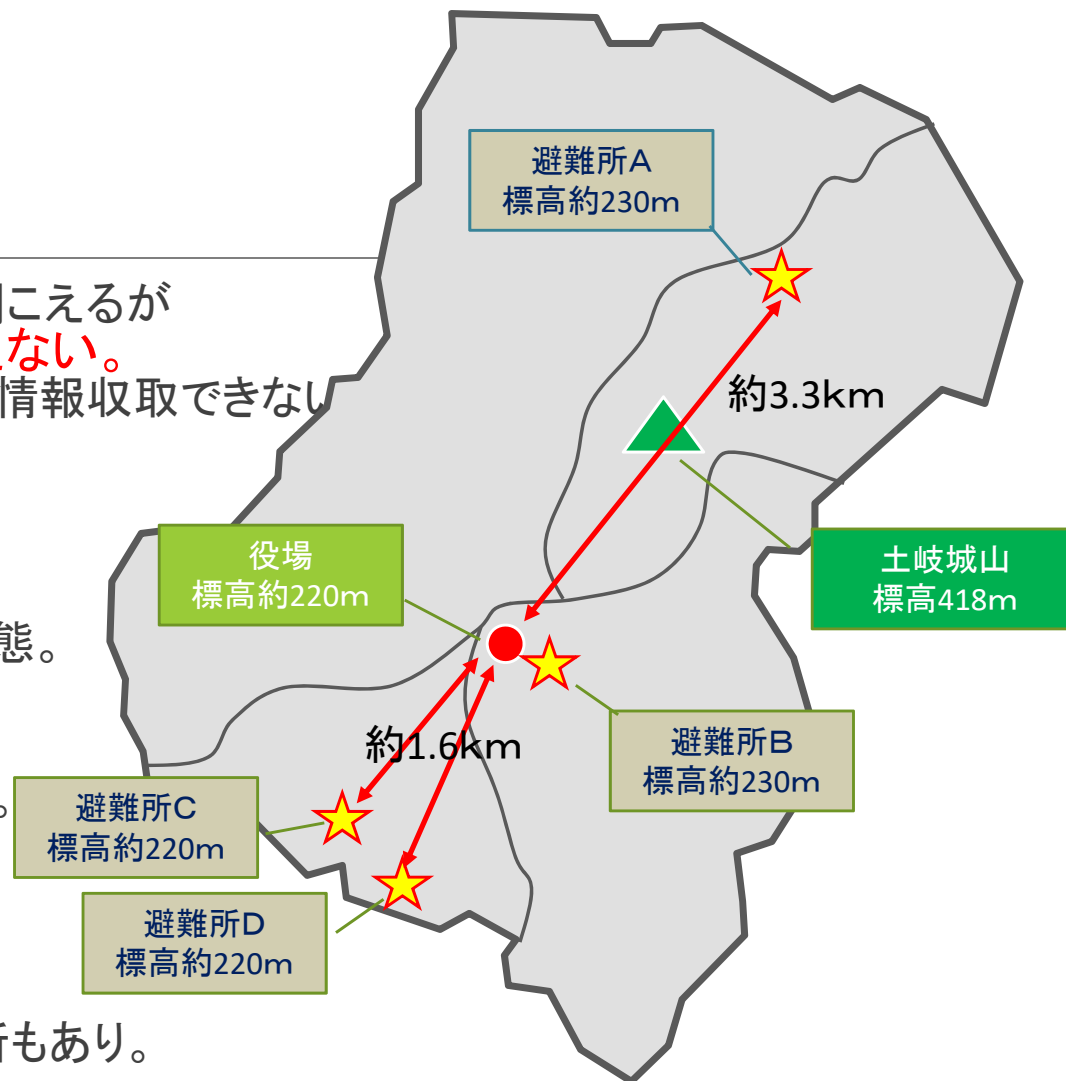 避難所A
標高約230m
こえるが
ない。
情報収取できない
約3.3km
役場
標高約220m
土岐城山
標高418m
態。
約1.6km
避難所B
標高約230m
。
避難所C
標高約220m
避難所D
標高約220m
所もあり。